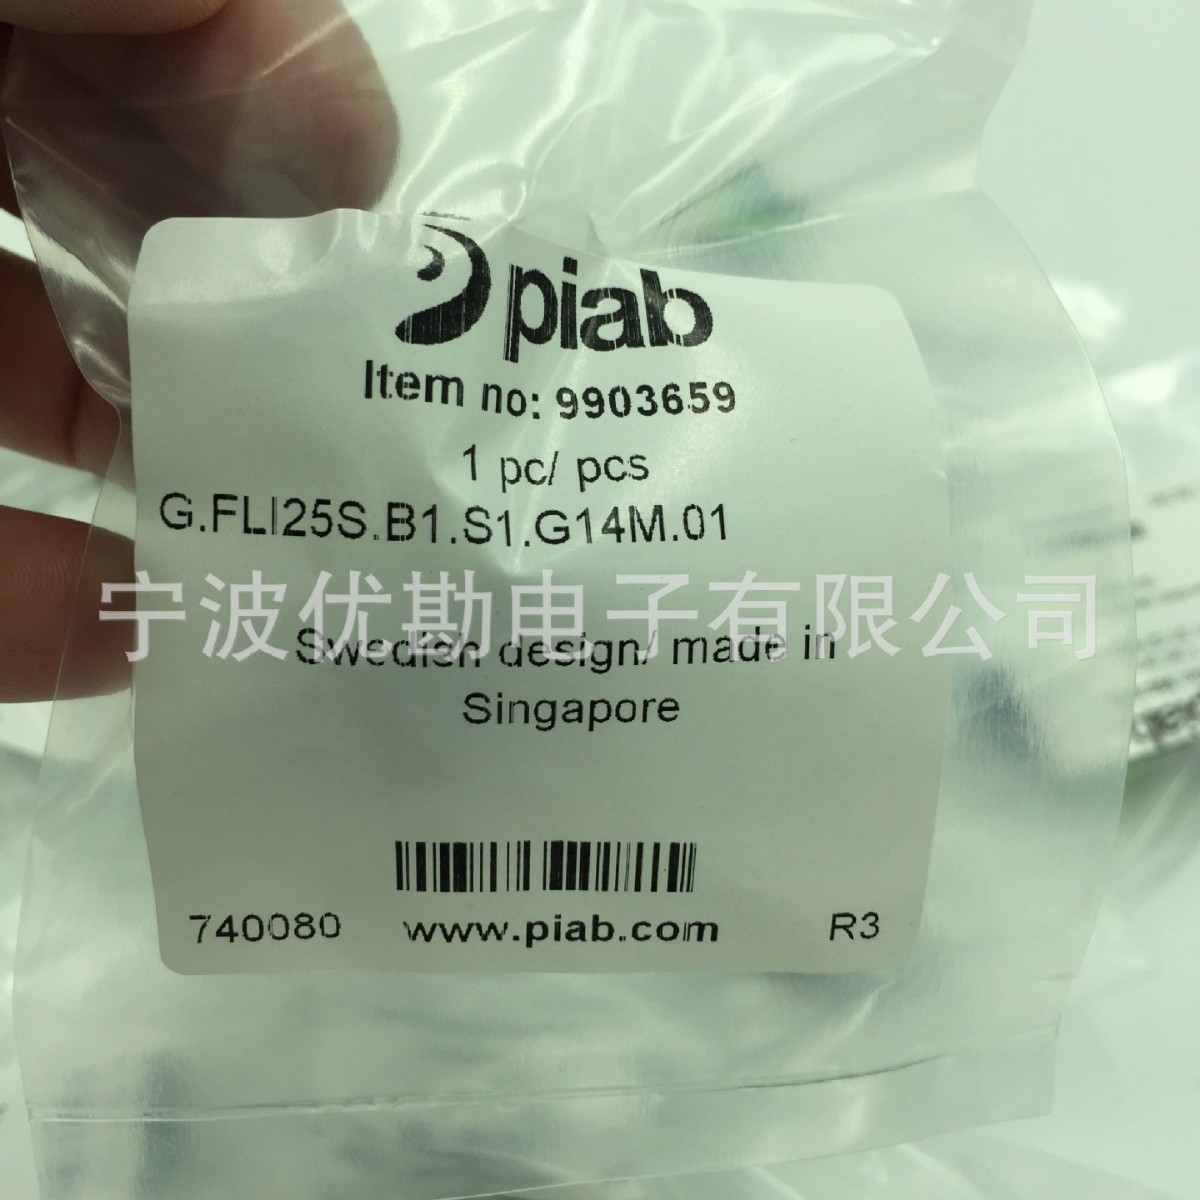 piab
Item no: 9903659
1 pc/ pcs
G.FLI25S.B1.S1.G14M.01
宁波优勘电子有限公司
Swedish design/ made in
Singapore
740080 www.piab.com R3